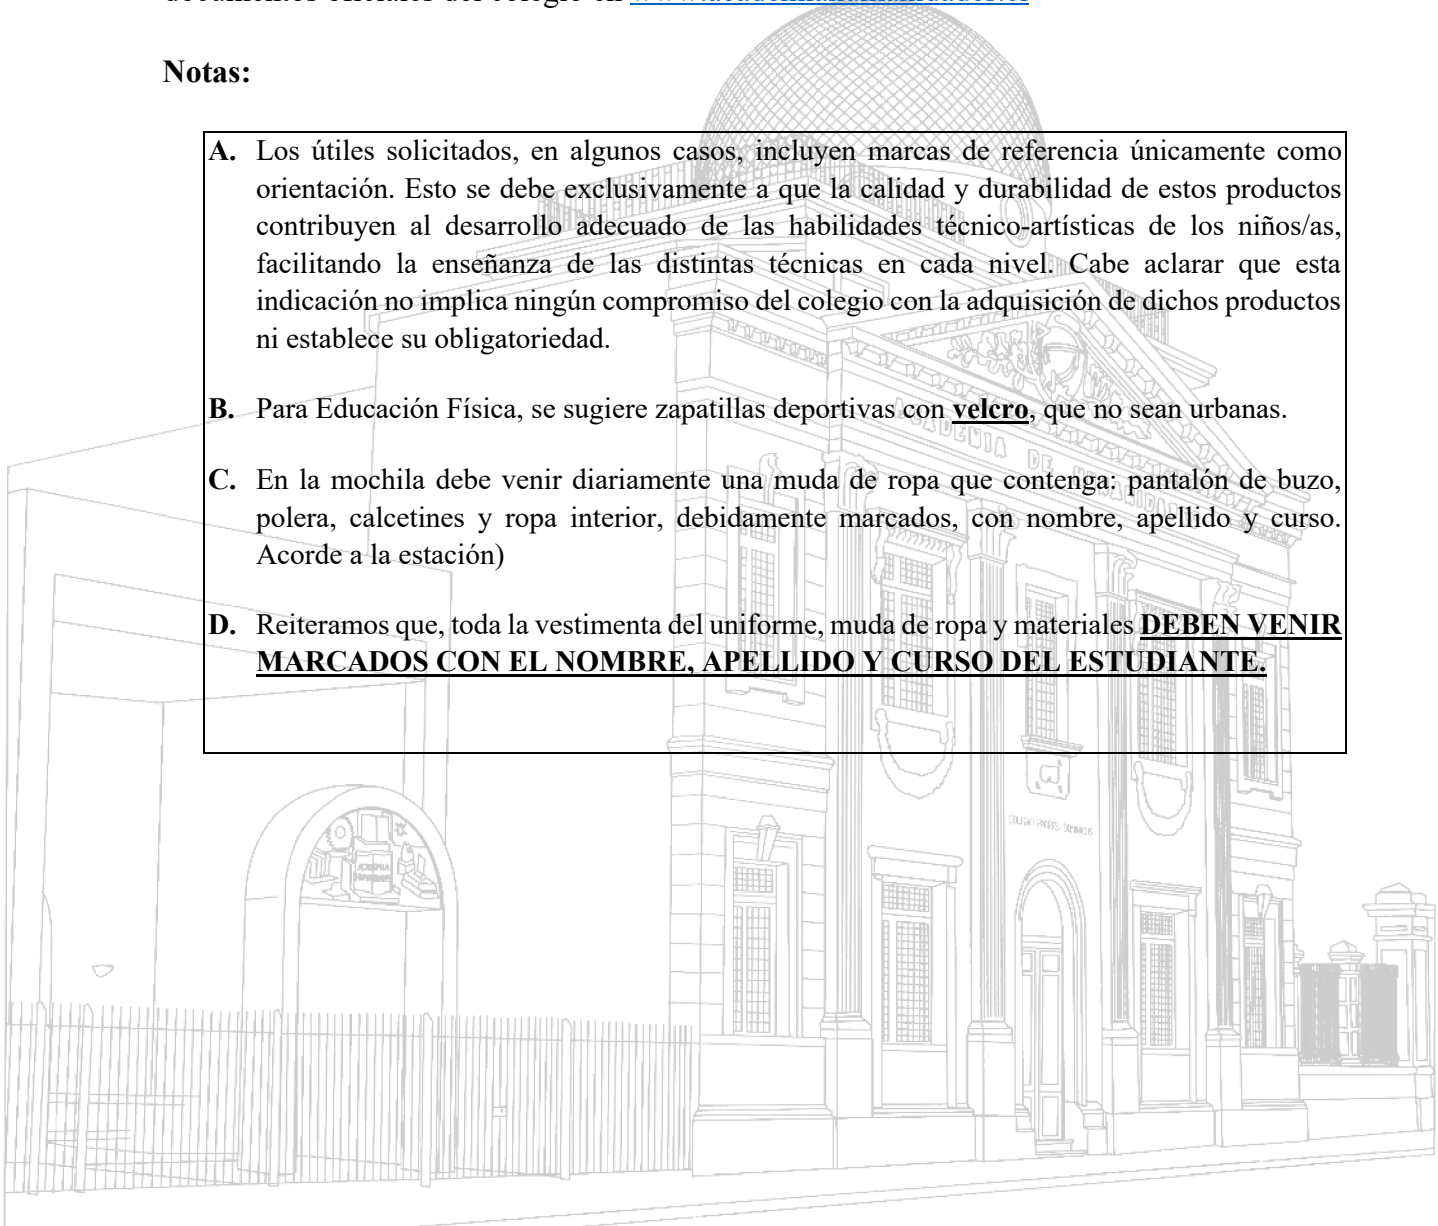 Notas:
A. Los útiles solicitados, en algunos casos, incluyen marcas de referencia únicamente como
orientación. Esto se debe exclusivamente a que la calidad y durabilidad de estos productos
contribuyen al desarrollo adecuado de las habilidades técnico-artísticas de los niños/as,
facilitando la enseñanza de las distintas técnicas en cada nivel. Cabe aclarar que esta
indicación no implica ningún compromiso del colegio con la adquisición de dichos productos
ni establece su obligatoriedad.
B. Para Educación Física, se sugiere zapatillas deportivas con velcro, que no sean urbanas.
C. En la mochila debe venir diariamente una muda de ropa que contenga: pantalón de buzo,
polera, calcetines y ropa interior, debidamente marcados, con nombre, apellido y curso.
Acorde a la estación)
D. Reiteramos que, toda la vestimenta del uniforme, muda de ropa y materiales DEBEN VENIR
MARCADOS CON EL NOMBRE, APELLIDO Y CURSO DEL ESTUDIANTE.
ACADEMIA DE HUMANIDADES
COLEGIO PADRES DOMINICOS